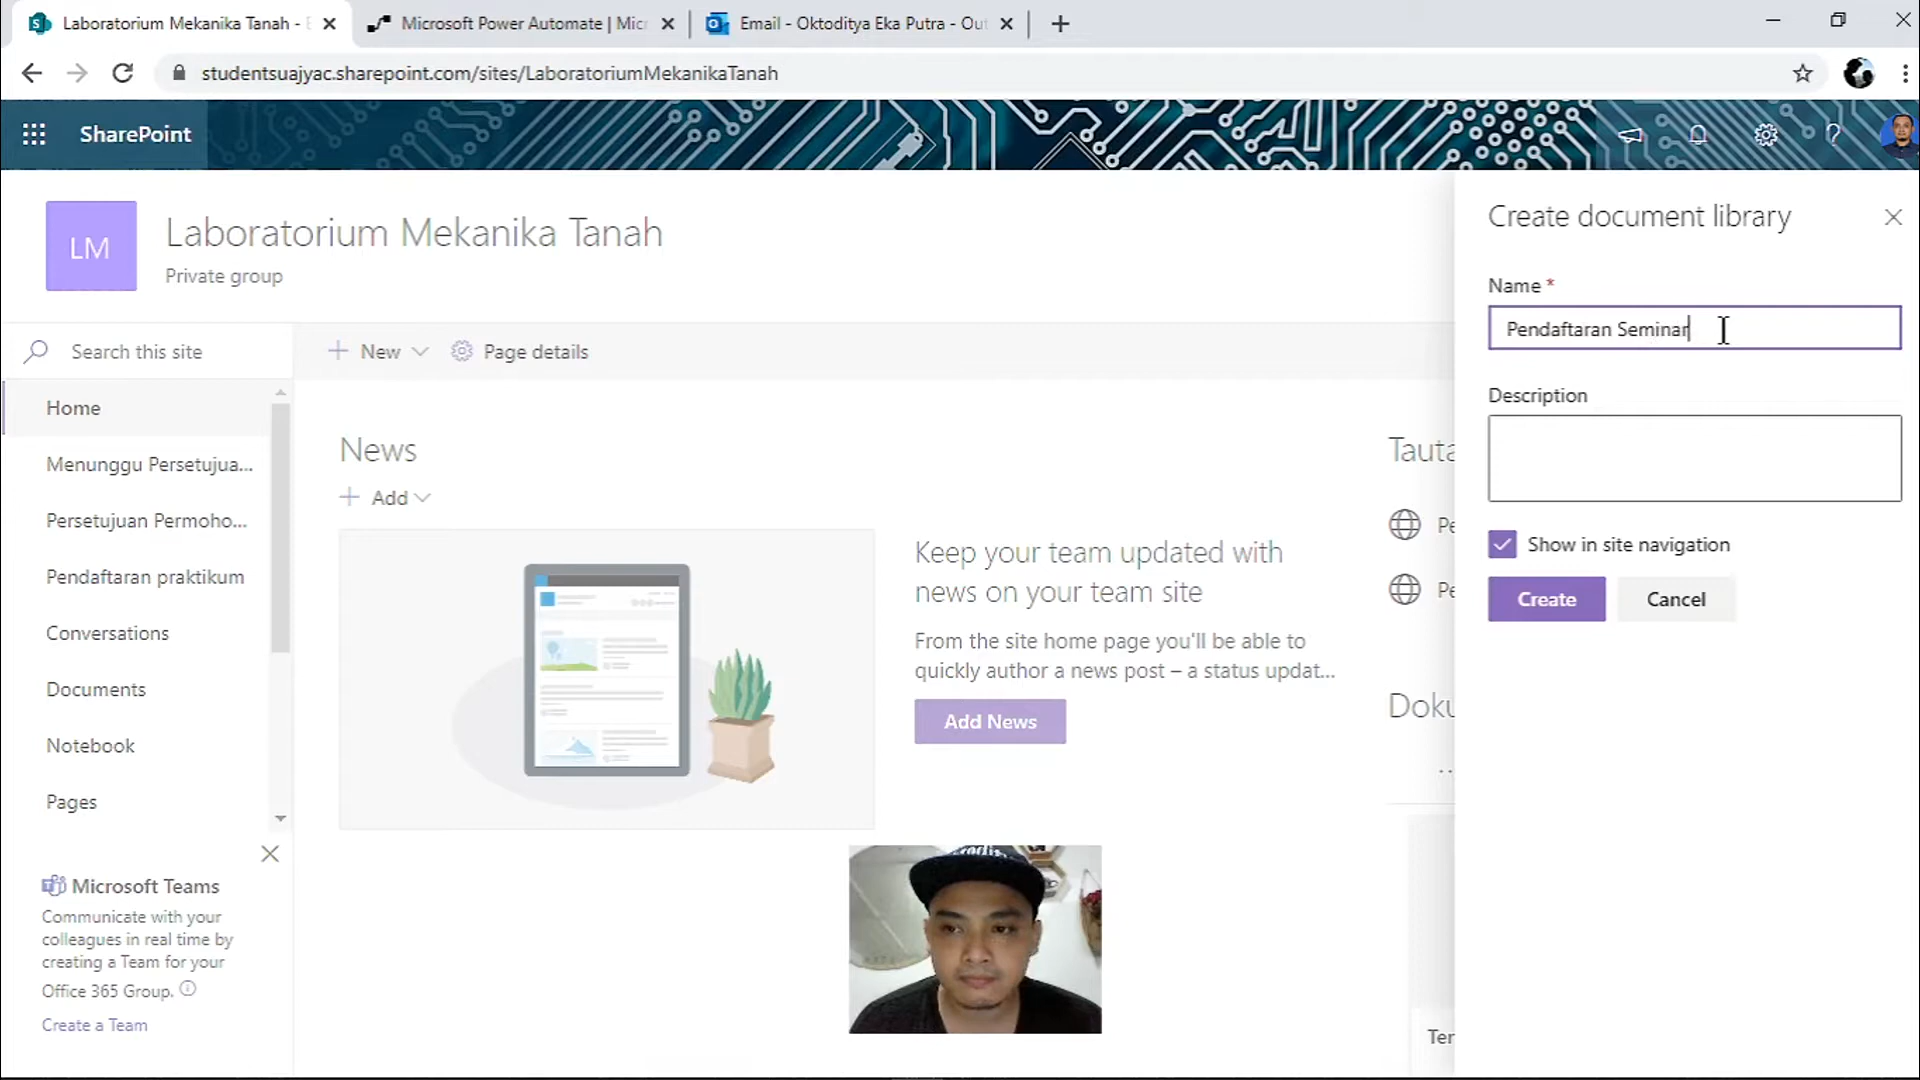 Laboratorium Mekanika Tanah -
Microsoft Power Automate | Mic
Email - Oktoditya Eka Putra - Out
studentsuajyac.sharepoint.com/sites/LaboratoriumMekanikaTanah
SharePoint
LM
Laboratorium Mekanika Tanah
Private group
Search this site
New
Page details
Home
Menunggu Persetujua...
Persetujuan Permoho...
Pendaftaran praktikum
Conversations
Documents
Notebook
Pages
Microsoft Teams
Communicate with your
colleagues in real time by
creating a Team for your
Office 365 Group.
Create a Team
News
Add
Keep your team updated with
news on your team site
From the site home page you'll be able to
quickly author a news post – a status updat...
Add News
Tauta
Pe
Pe
Doku
Ter
Create document library
Name *
Pendaftaran Seminar
Description
Show in site navigation
Create
Cancel